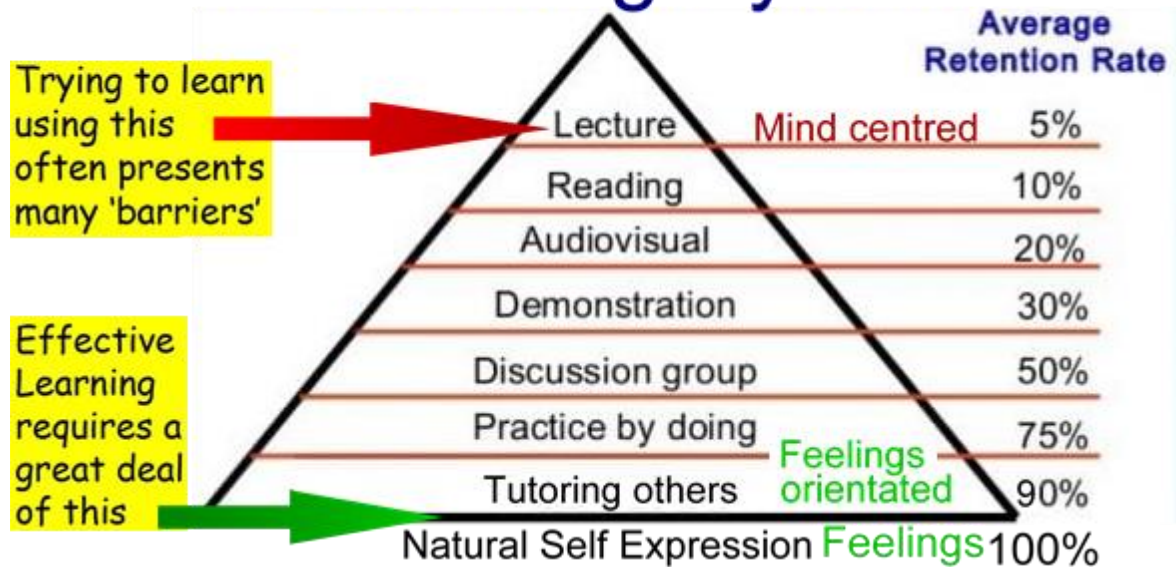 Average
Retention Rate
Trying to learn
using this
often presents
many ‘barriers’
Lecture Mind centred 5%
Reading 10%
Audiovisual 20%
Demonstration 30%
Effective
Learning
requires a
great deal
of this
Discussion group 50%
Practice by doing 75%
Feelings
orientated
Tutoring others 90%
Natural Self Expression Feelings 100%